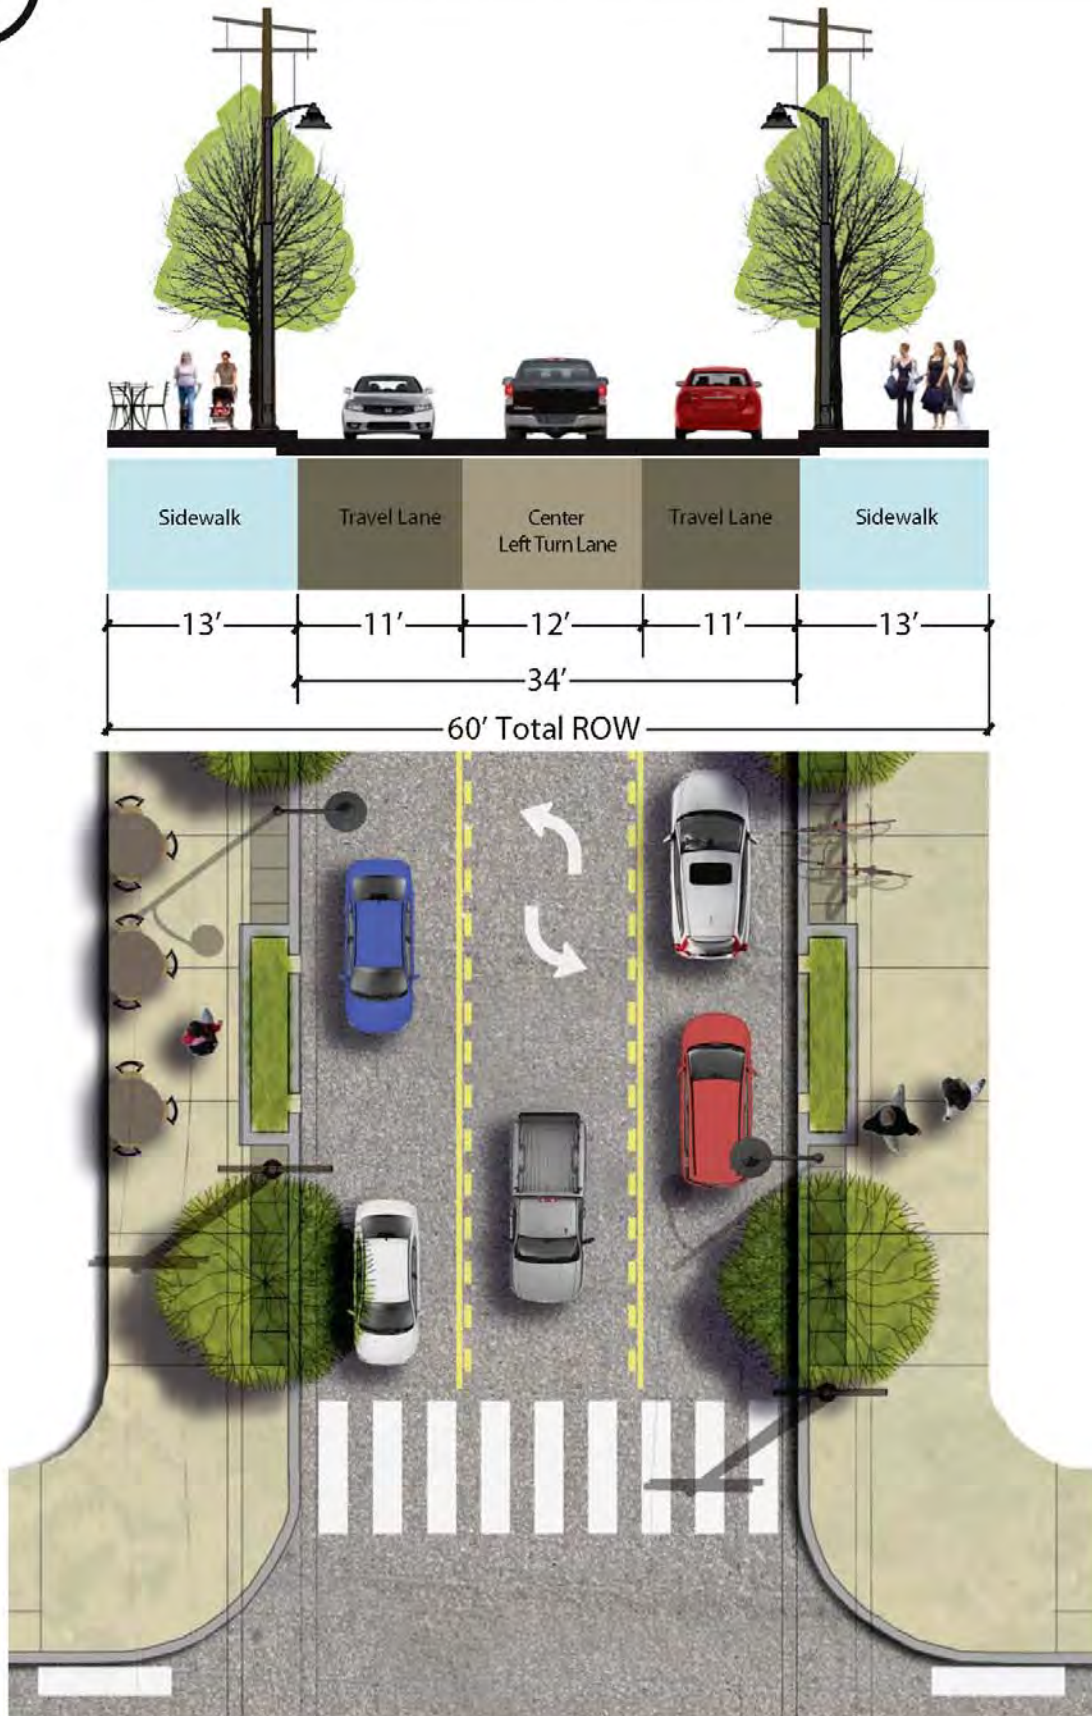 Sidewalk
Travel Lane
Center
Left Turn Lane
Travel Lane
Sidewalk
13’
11’
12’
11’
13’
34’
60’ Total ROW